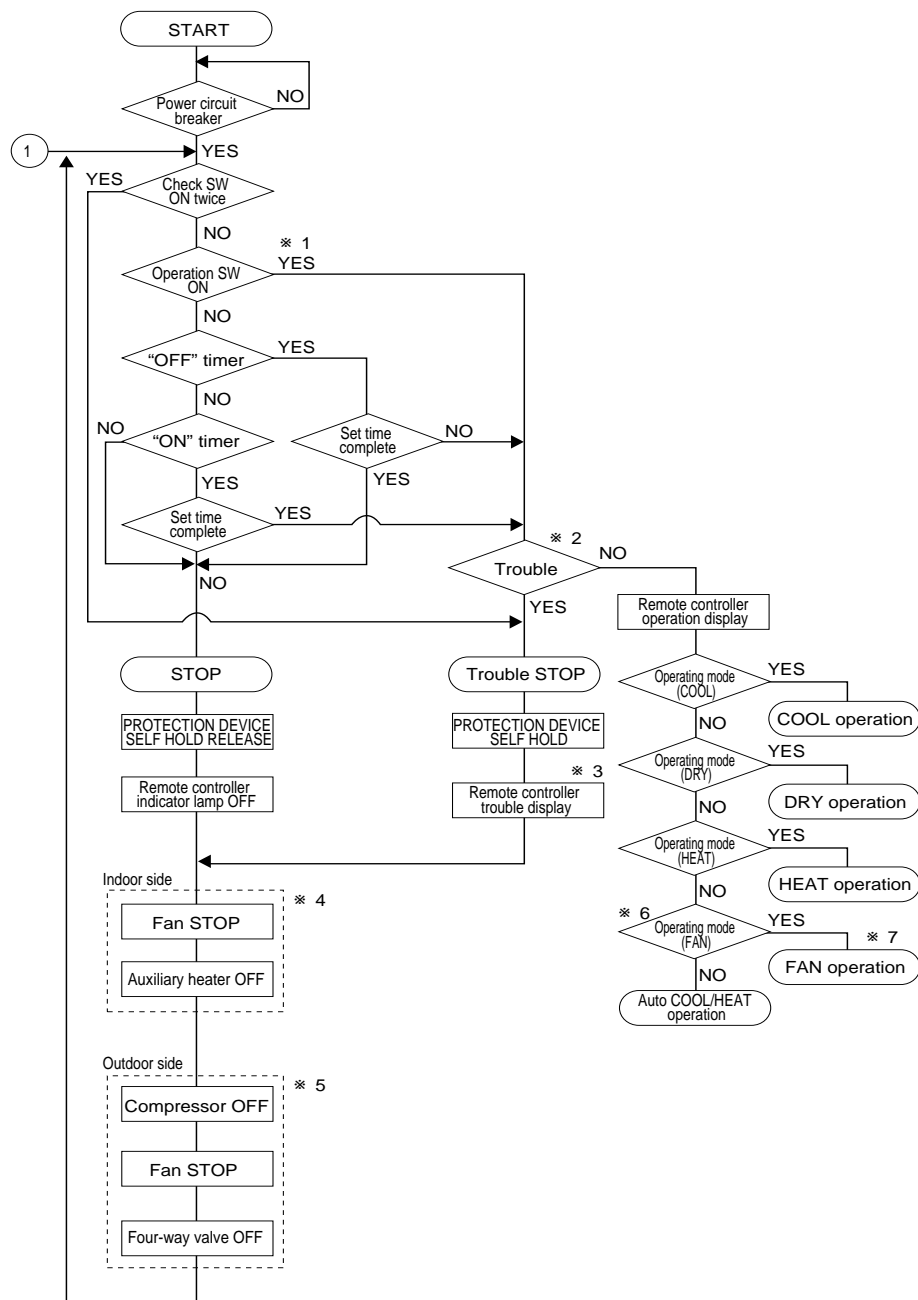 START
NO
Power circuit
breaker
1
YES
YES
Check SW
ON twice
NO
※ 1
YES
Operation SW
ON
NO
YES
“OFF” timer
NO
NO
“ON” timer
Set time
complete
NO
YES
YES
Set time
complete
YES
※ 2
NO
Trouble
NO
YES
Remote controller
operation display
STOP
Trouble STOP
Operating mode
(COOL)
YES
COOL operation
PROTECTION DEVICE
SELF HOLD RELEASE
PROTECTION DEVICE
SELF HOLD
NO
Operating mode
(DRY)
YES
※ 3
Remote controller
indicator lamp OFF
Remote controller
trouble display
DRY operation
NO
Operating mode
(HEAT)
YES
Indoor side
HEAT operation
※ 4
NO
Fan STOP
※ 6
Operating mode
(FAN)
YES
※ 7
Auxiliary heater OFF
FAN operation
NO
Auto COOL/HEAT
operation
Outdoor side
※ 5
Compressor OFF
Fan STOP
Four-way valve OFF